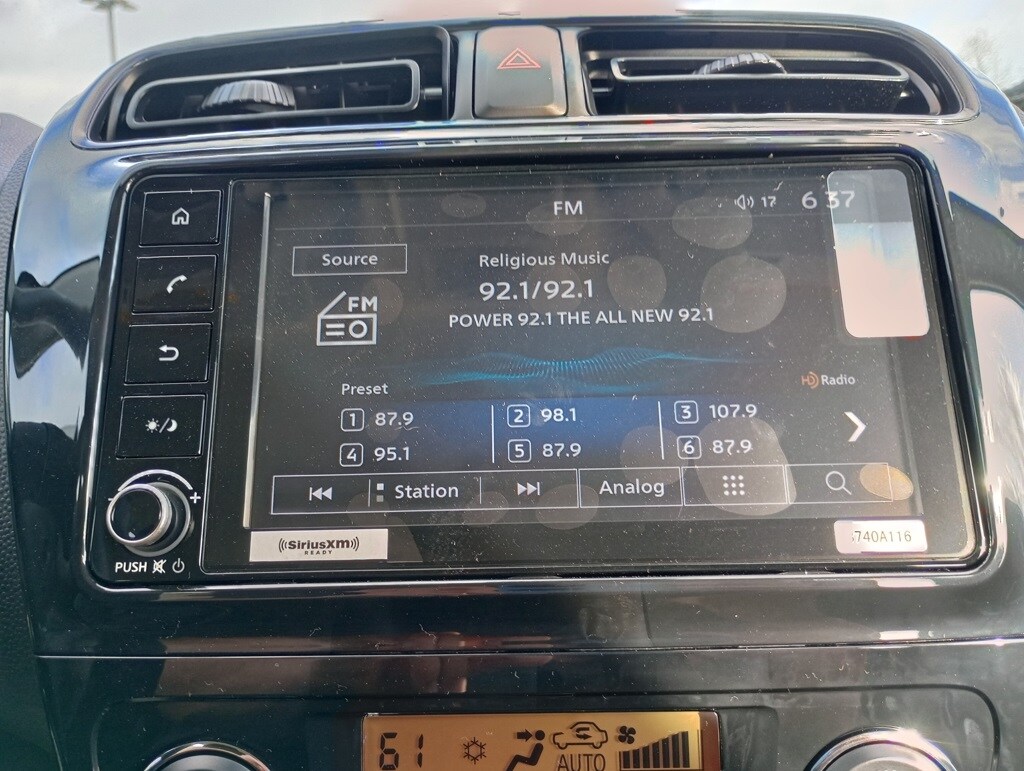 FM
17
6:37
Source
Religious Music
92.1/92.1
FM
POWER 92.1 THE ALL NEW 92.1
HD Radio
Preset
1 87.9
2 98.1
3 107.9
4 95.1
5 87.9
6 87.9
Station
Analog
- +
PUSH
((SiriusXM))
READY
740A116
61
AUTO